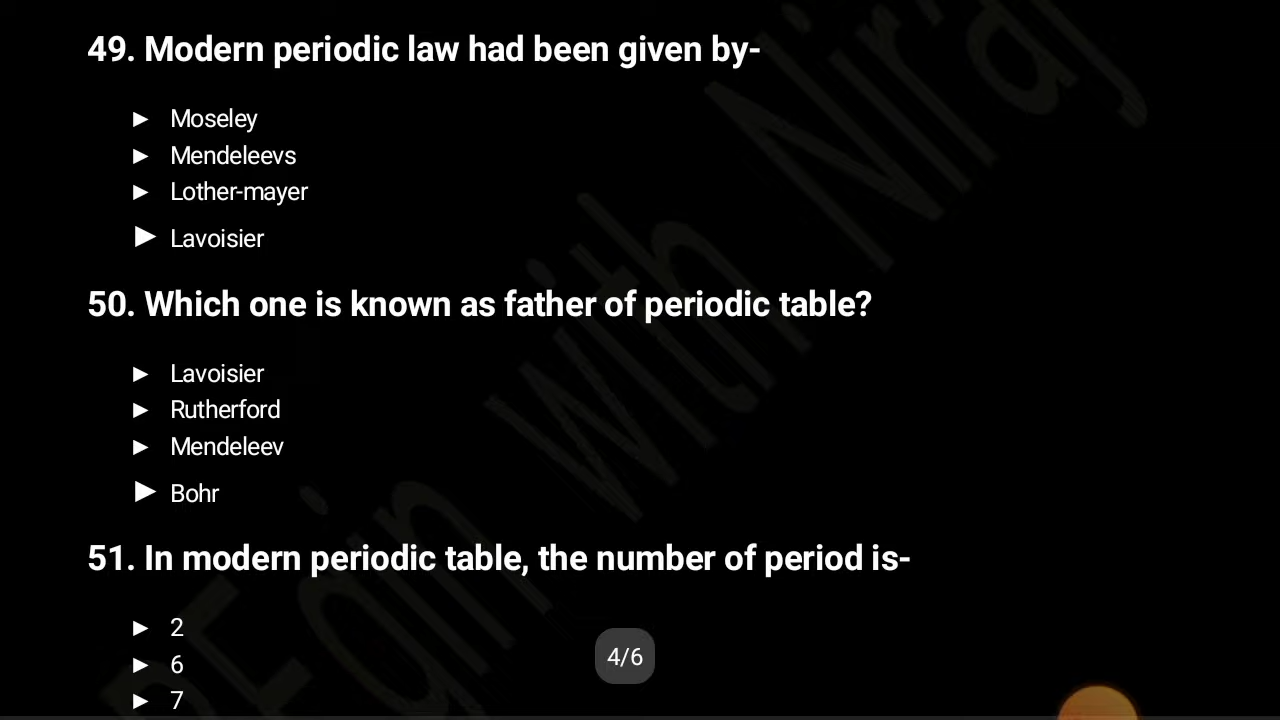 49. Modern periodic law had been given by-
► Moseley
► Mendeleevs
► Lother-mayer
► Lavoisier
50. Which one is known as father of periodic table?
► Lavoisier
► Rutherford
► Mendeleev
► Bohr
51. In modern periodic table, the number of period is-
► 2
► 6
► 7
4/6